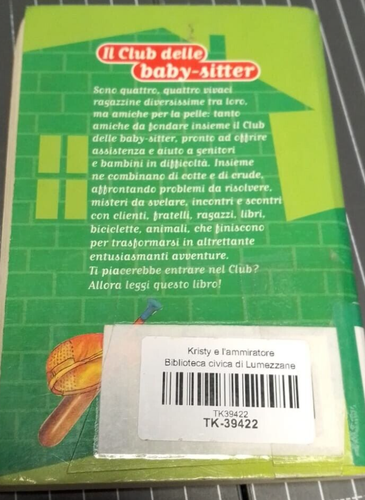 Il Club delle
baby-sitter
Sono quattro, quattro vivaci
ragazzine diversissime tra loro,
ma amiche per la pelle: tanto
amiche da fondare insieme il Club
delle baby-sitter, pronto ad offrire
assistenza e aiuto a genitori
e bambini in difficoltà. Insieme
ne combinano di cotte e di crude,
affrontando problemi da risolvere,
misteri da svelare, incontri e scontri
con clienti, fratelli, ragazzi, libri,
biciclette, animali, che finiscono
per trasformarsi in altrettante
entusiasmanti avventure.
Ti piacerebbe entrare nel Club?
Allora leggi questo libro!
Kristy e l'ammiratore
Biblioteca civica di Lumezzane
TK39422
TK-39422